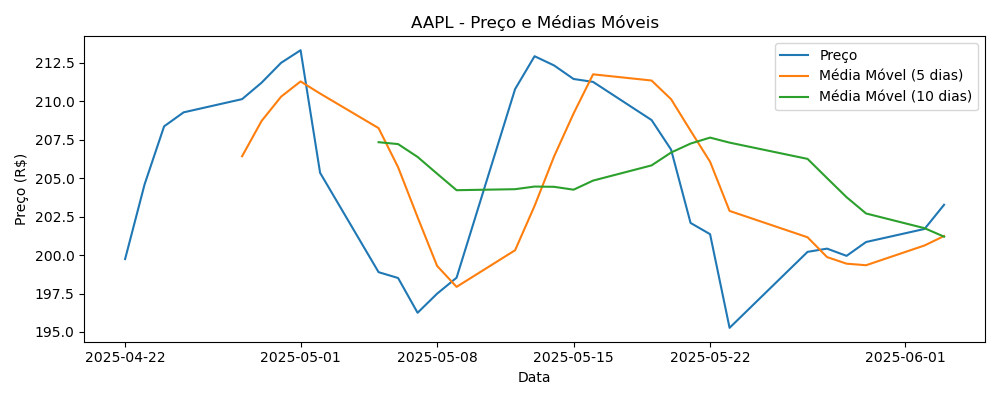 AAPL - Preço e Médias Móveis
Preço (R$)
212.5
210.0
207.5
205.0
202.5
200.0
197.5
195.0
Preço
Média Móvel (5 dias)
Média Móvel (10 dias)
2025-04-22
2025-05-01
2025-05-08
2025-05-15
2025-05-22
2025-06-01
Data